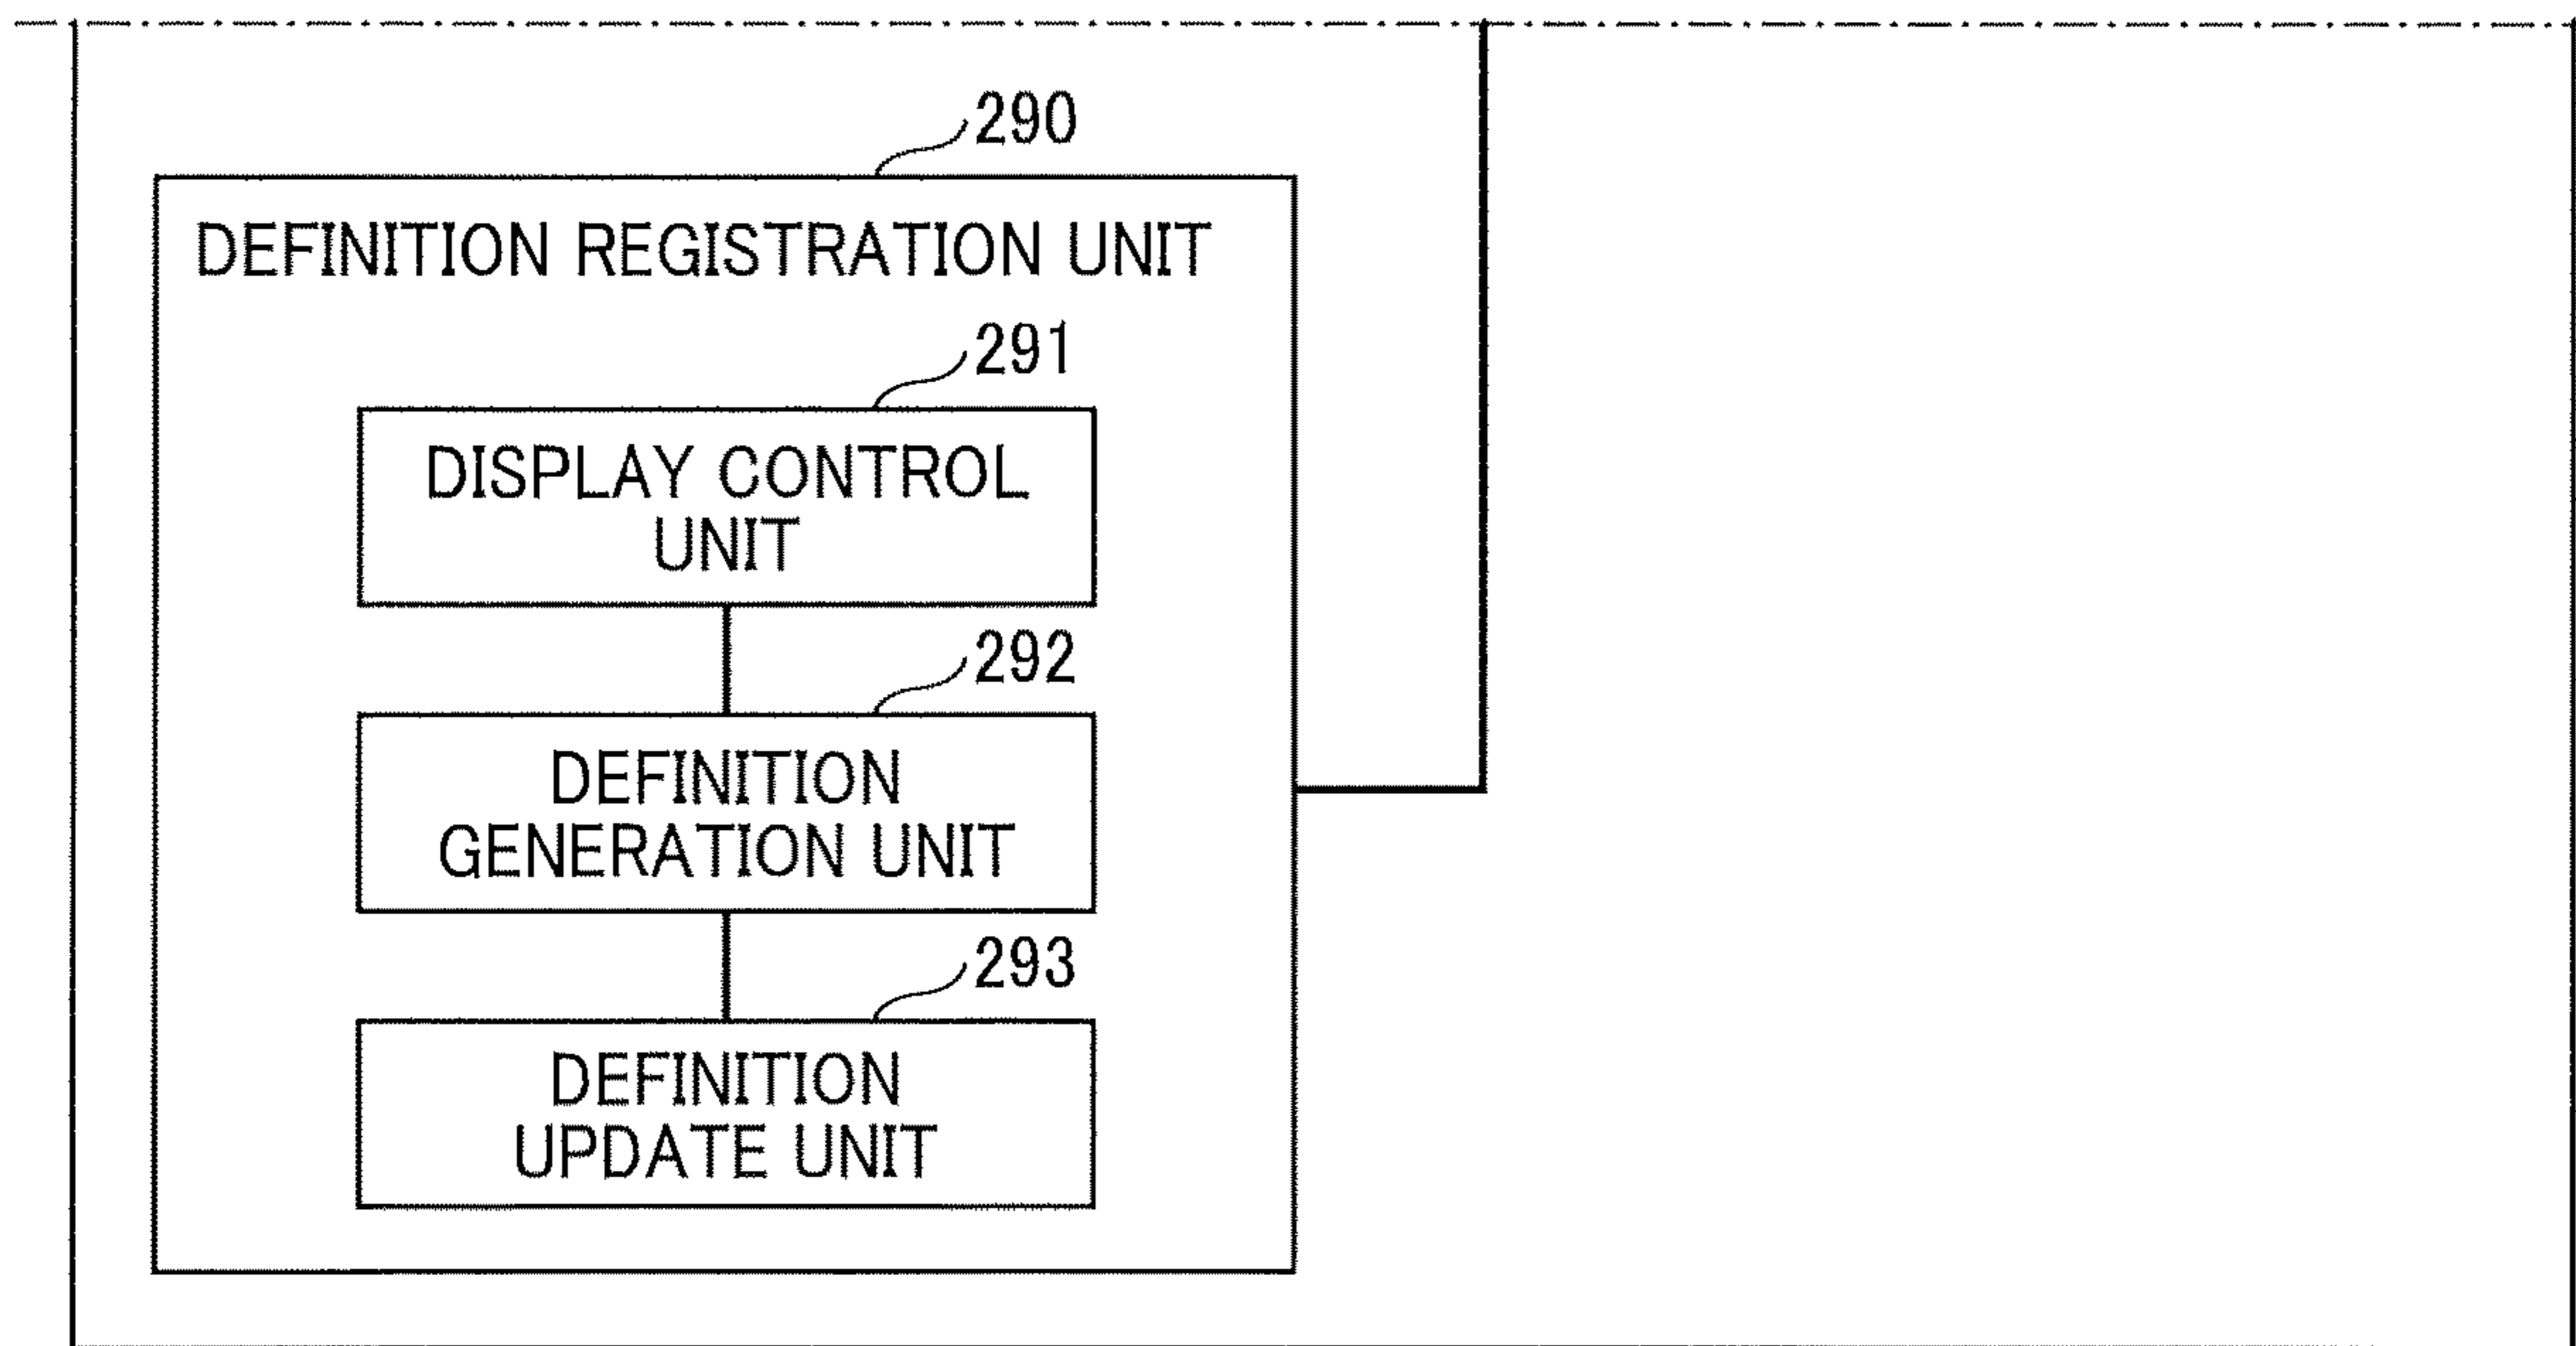 290
DEFINITION REGISTRATION UNIT
291
DISPLAY CONTROL
UNIT
292
DEFINITION
GENERATION UNIT
293
DEFINITION
UPDATE UNIT